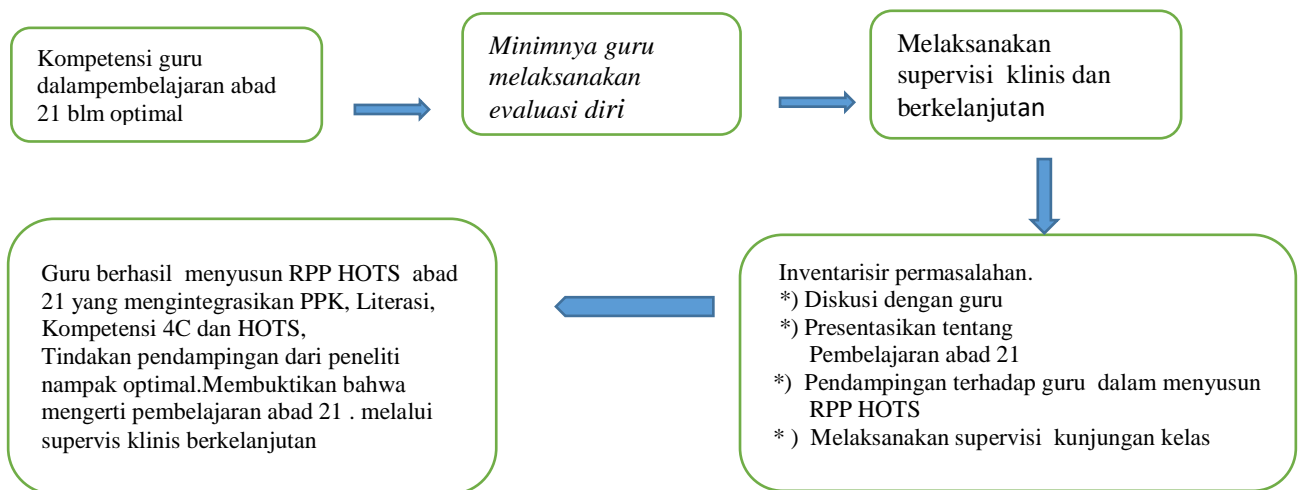 Kompetensi guru
dalampembelajaran abad
21 blm optimal
Minimnya guru
melaksanakan
evaluasi diri
Melaksanakan
supervisi klinis dan
berkelanjutan
Inventarisir permasalahan.
*) Diskusi dengan guru
*) Presentasikan tentang
Pembelajaran abad 21
*) Pendampingan terhadap guru dalam menyusun
RPP HOTS
* ) Melaksanakan supervisi kunjungan kelas
Guru berhasil menyusun RPP HOTS abad
21 yang mengintegrasikan PPK, Literasi,
Kompetensi 4C dan HOTS,
Tindakan pendampingan dari peneliti
nampak optimal.Membuktikan bahwa
mengerti pembelajaran abad 21 . melalui
supervis klinis berkelanjutan